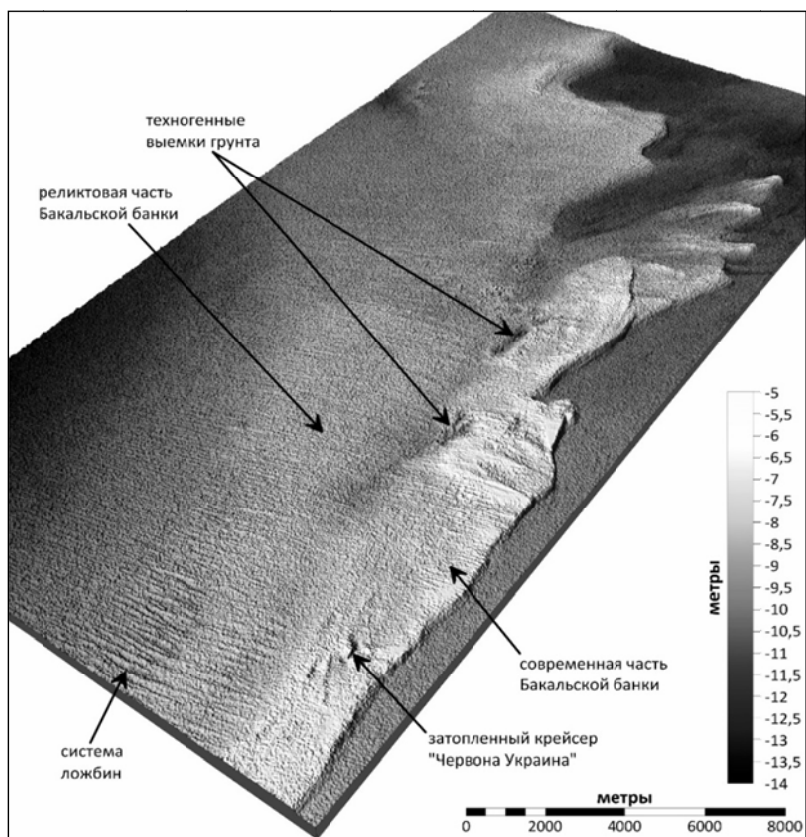 техногенные
выемки грунта
реликтовая часть
Бакальской банки
современная часть
Бакальской банки
затопленный крейсер
"Червона Украина"
система
ложбин
метры
-5
-5,5
-6
-6,5
-7
-7,5
-8
-8,5
-9
-9,5
-10
-10,5
-11
-11,5
-12
-12,5
-13
-13,5
-14
метры
0 2000 4000 6000 8000